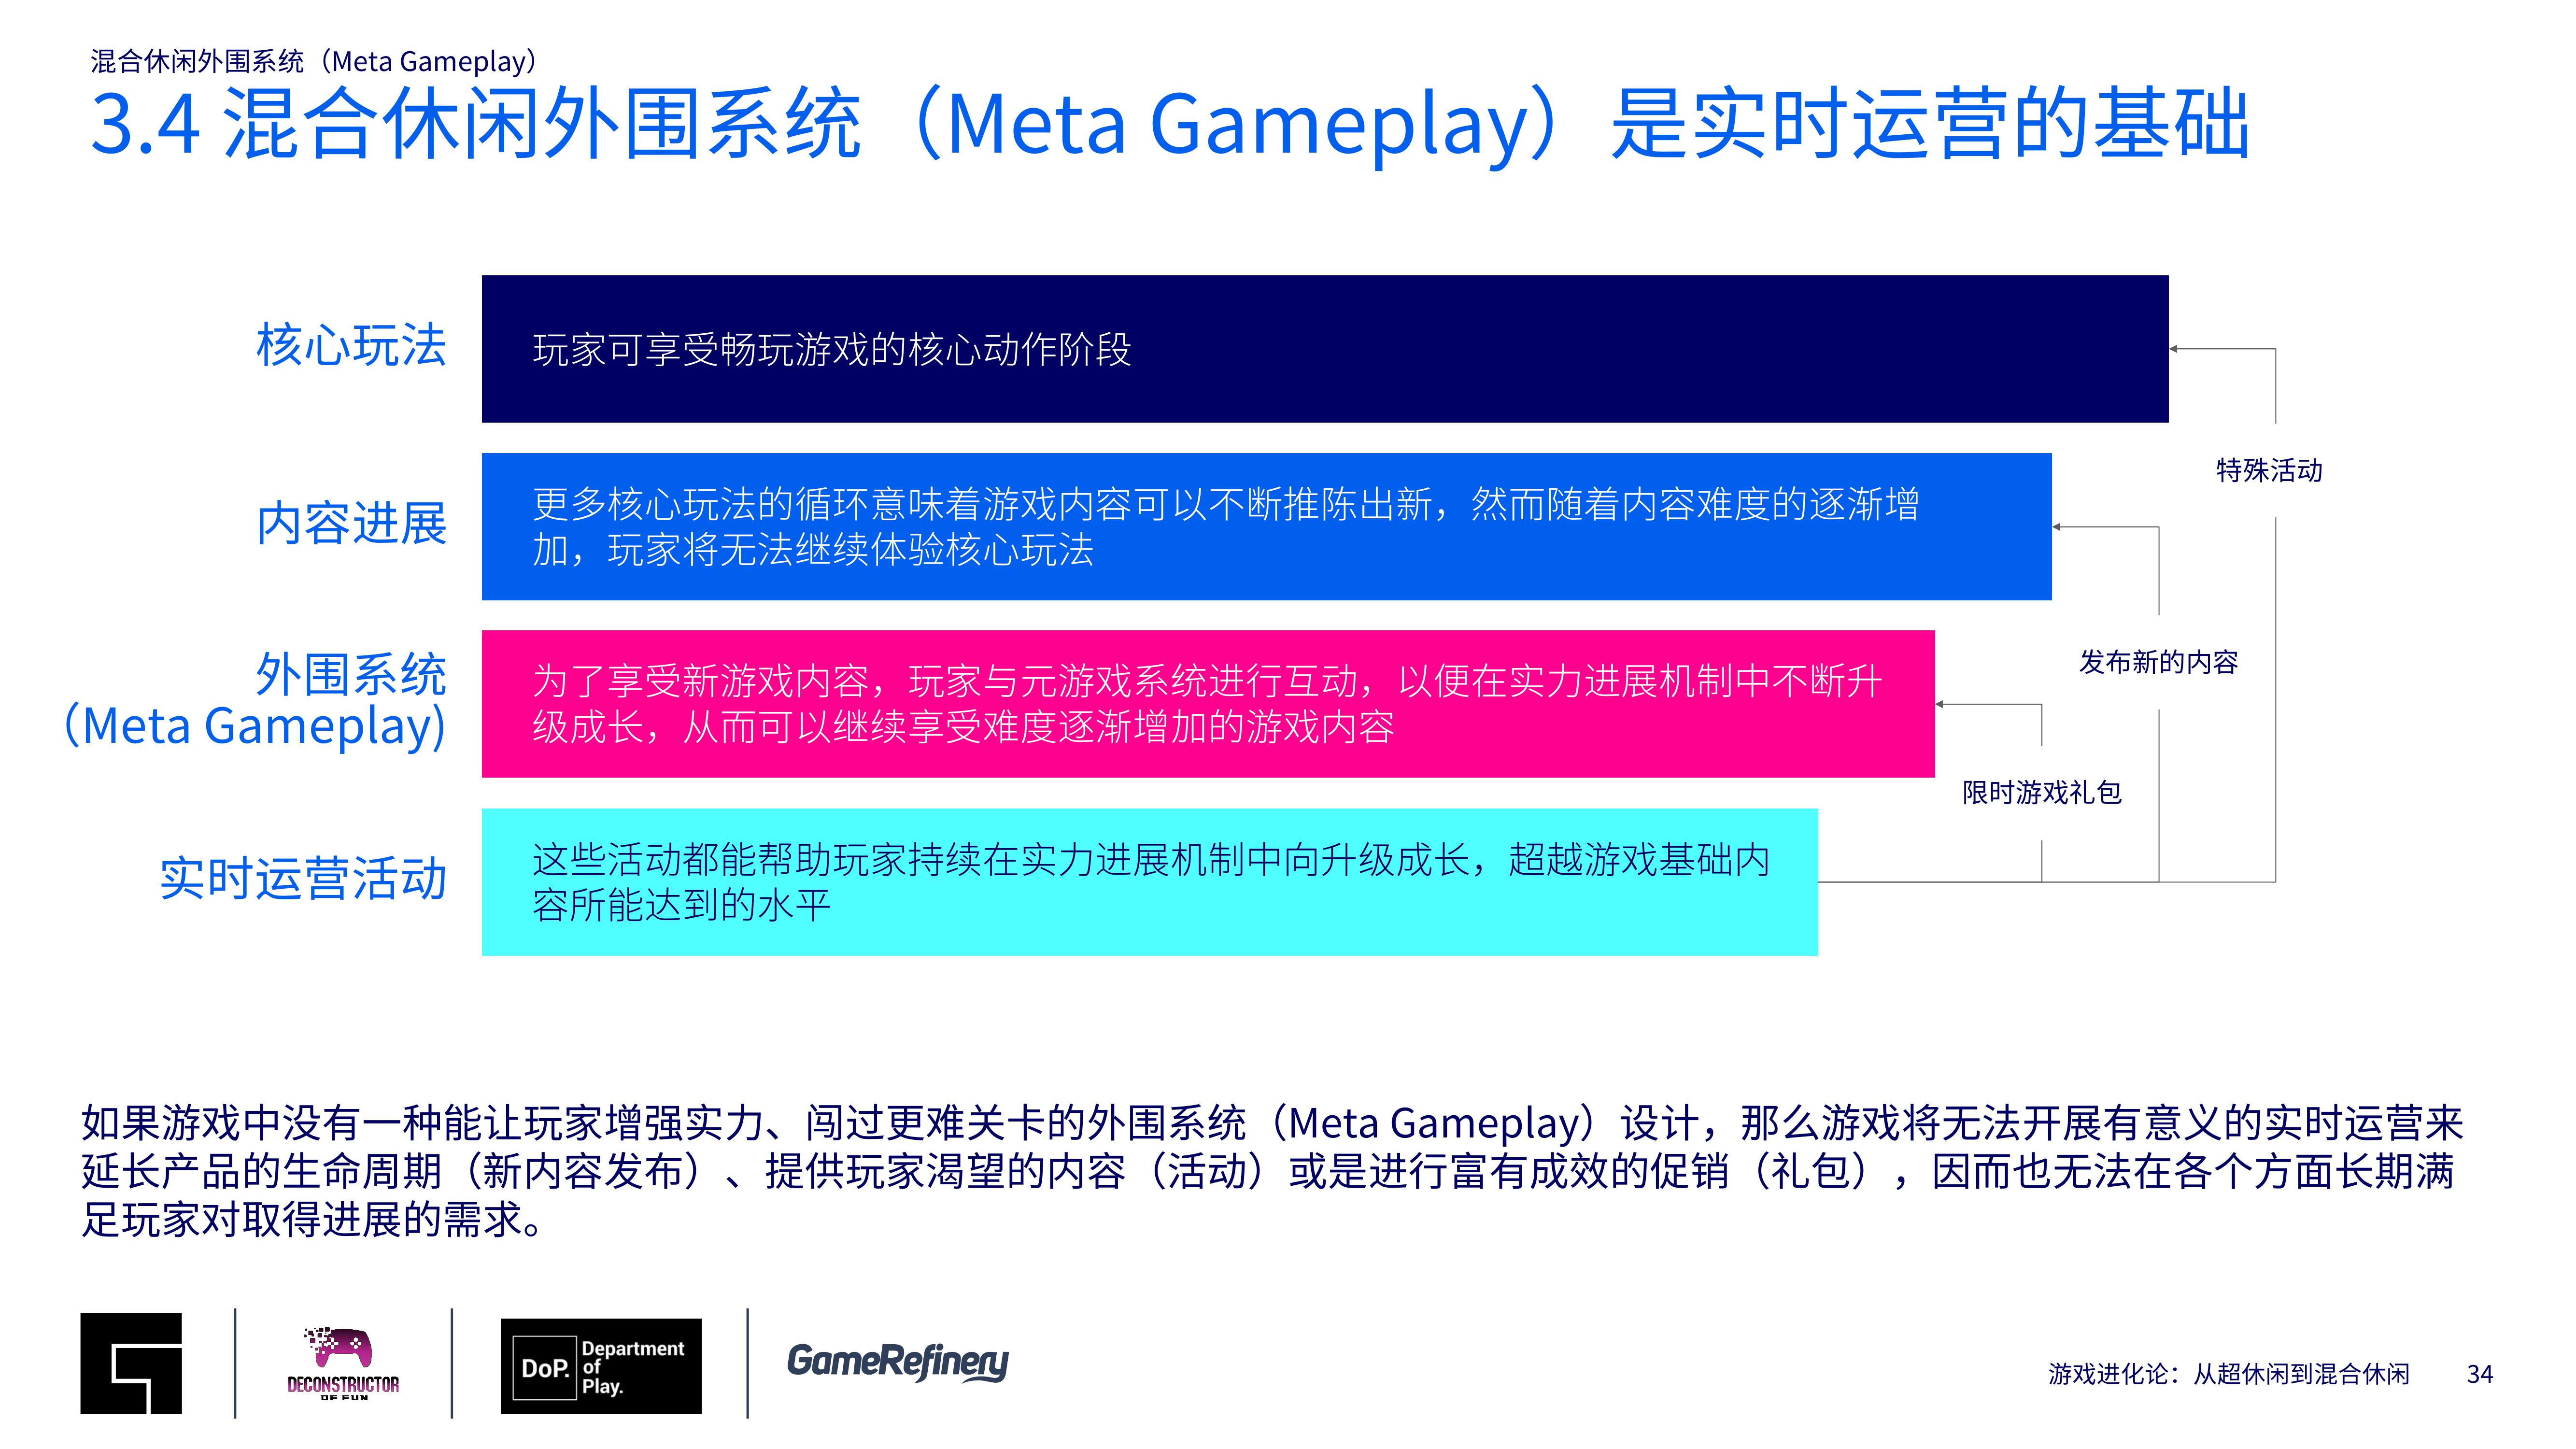 混合休闲外围系统（Meta Gameplay）
3.4 混合休闲外围系统（Meta Gameplay）是实时运营的基础
核心玩法
玩家可享受畅玩游戏的核心动作阶段
特殊活动
内容进展
更多核心玩法的循环意味着游戏内容可以不断推陈出新，然而随着内容难度的逐渐增
加，玩家将无法继续体验核心玩法
发布新的内容
外围系统
（Meta Gameplay)
为了享受新游戏内容，玩家与元游戏系统进行互动，以便在实力进展机制中不断升
级成长，从而可以继续享受难度逐渐增加的游戏内容
限时游戏礼包
实时运营活动
这些活动都能帮助玩家持续在实力进展机制中向升级成长，超越游戏基础内
容所能达到的水平
如果游戏中没有一种能让玩家增强实力、闯过更难关卡的外围系统（Meta Gameplay）设计，那么游戏将无法开展有意义的实时运营来
延长产品的生命周期（新内容发布）、提供玩家渴望的内容（活动）或是进行富有成效的促销（礼包），因而也无法在各个方面长期满
足玩家对取得进展的需求。
DECONSTRUCTOR
OF FUN
DoP.
Department
of
Play.
GameRefinery
游戏进化论：从超休闲到混合休闲
34